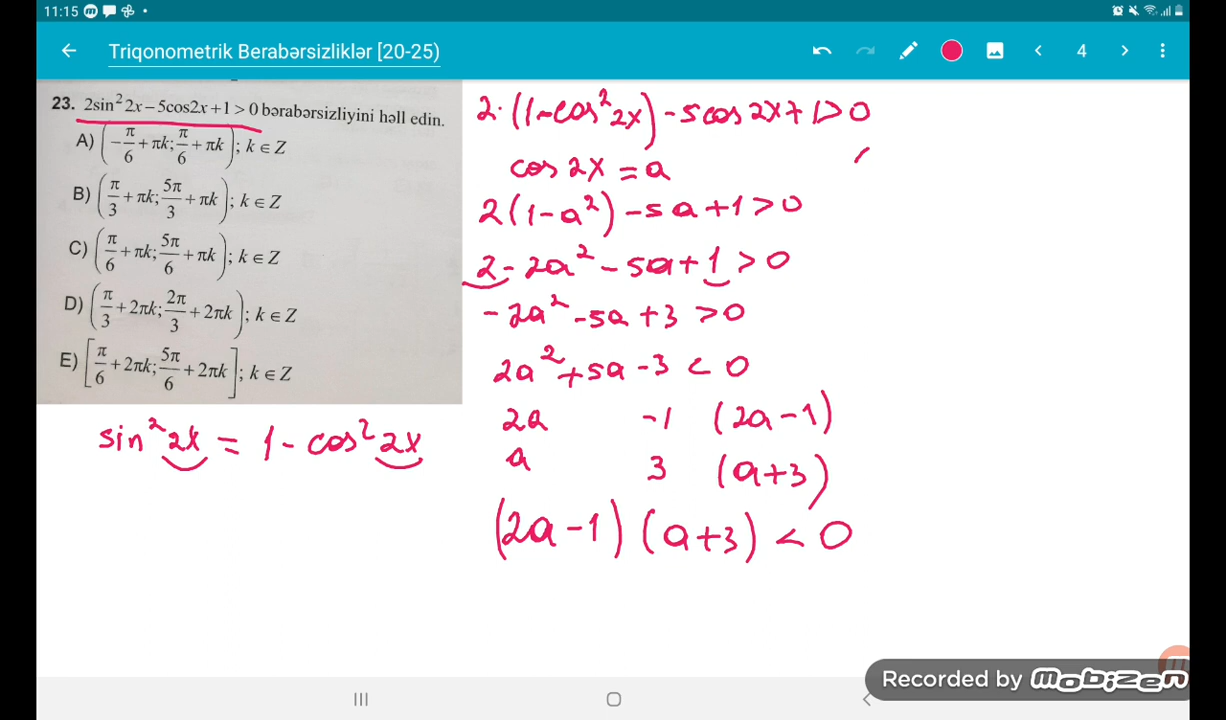 11:15
Triqonometrik Berabərsizliklər [20-25]
4
23. 2sin²2x – 5cos2x + 1 > 0 bərabərsizliyini həll edin.
A) (–π/6 + πk; π/6 + πk); k ∈ Z
B) (π/3 + πk; 5π/3 + πk); k ∈ Z
C) (π/6 + πk; 5π/6 + πk); k ∈ Z
D) (π/3 + 2πk; 2π/3 + 2πk); k ∈ Z
E) [π/6 + 2πk; 5π/6 + 2πk]; k ∈ Z
sin²2x = 1 - cos²2x
2·(1-cos²2x) - 5cos2x + 1 > 0
cos 2x = a
2(1-a²) - 5a + 1 > 0
2 - 2a² - 5a + 1 > 0
-2a² - 5a + 3 > 0
2a² + 5a - 3 < 0
2a -1 (2a-1)
a 3 (a+3)
(2a-1)(a+3) < 0
Recorded by mobizen